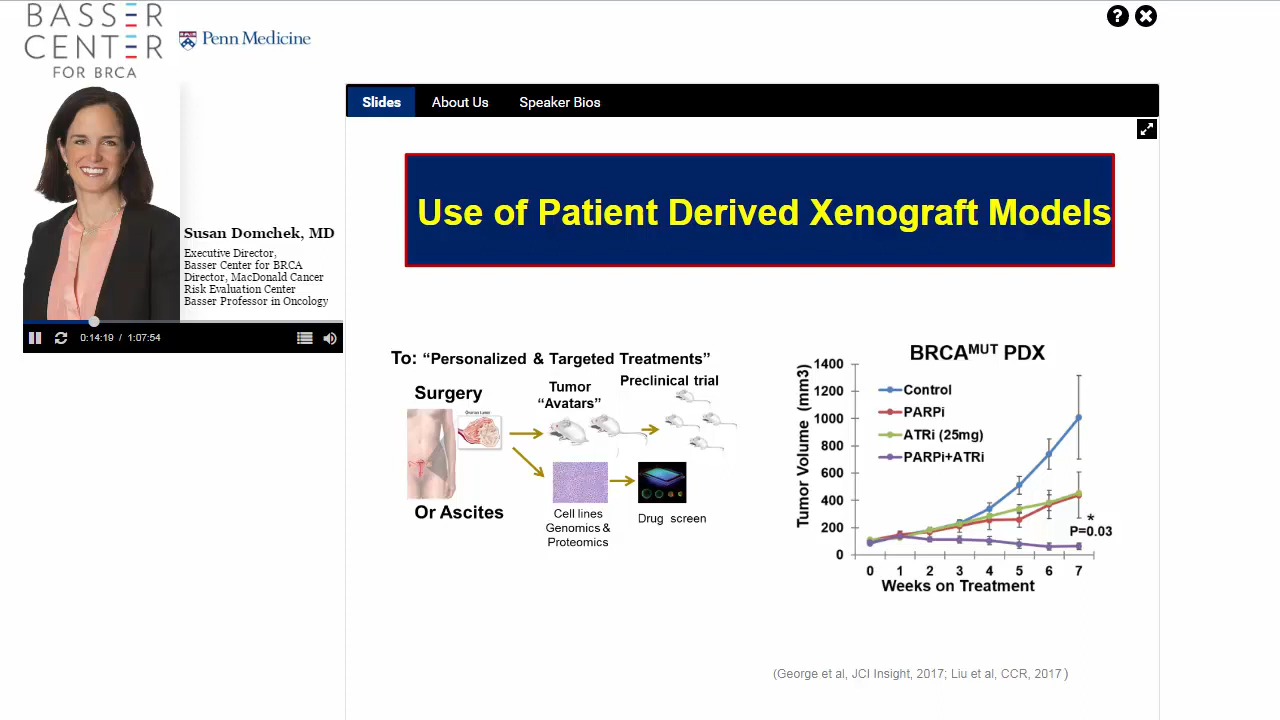 BASSER
CENTER
FOR BRCA
Penn Medicine
Susan Domchek, MD
Executive Director,
Basser Center for BRCA
Director, MacDonald Cancer
Risk Evaluation Center
Basser Professor in Oncology
0:14:19 / 1:07:54
Slides About Us Speaker Bios
Use of Patient Derived Xenograft Models
To: “Personalized & Targeted Treatments”
Surgery
Or Ascites
Tumor
“Avatars”
Preclinical trial
Cell lines
Genomics &
Proteomics
Drug screen
BRCAMUT PDX
Tumor Volume (mm3)
1400
1200
1000
800
600
400
200
0
Control
PARPi
ATRi (25mg)
PARPi+ATRi
*
P=0.03
0 1 2 3 4 5 6 7
Weeks on Treatment
(George et al, JCI Insight, 2017; Liu et al, CCR, 2017)